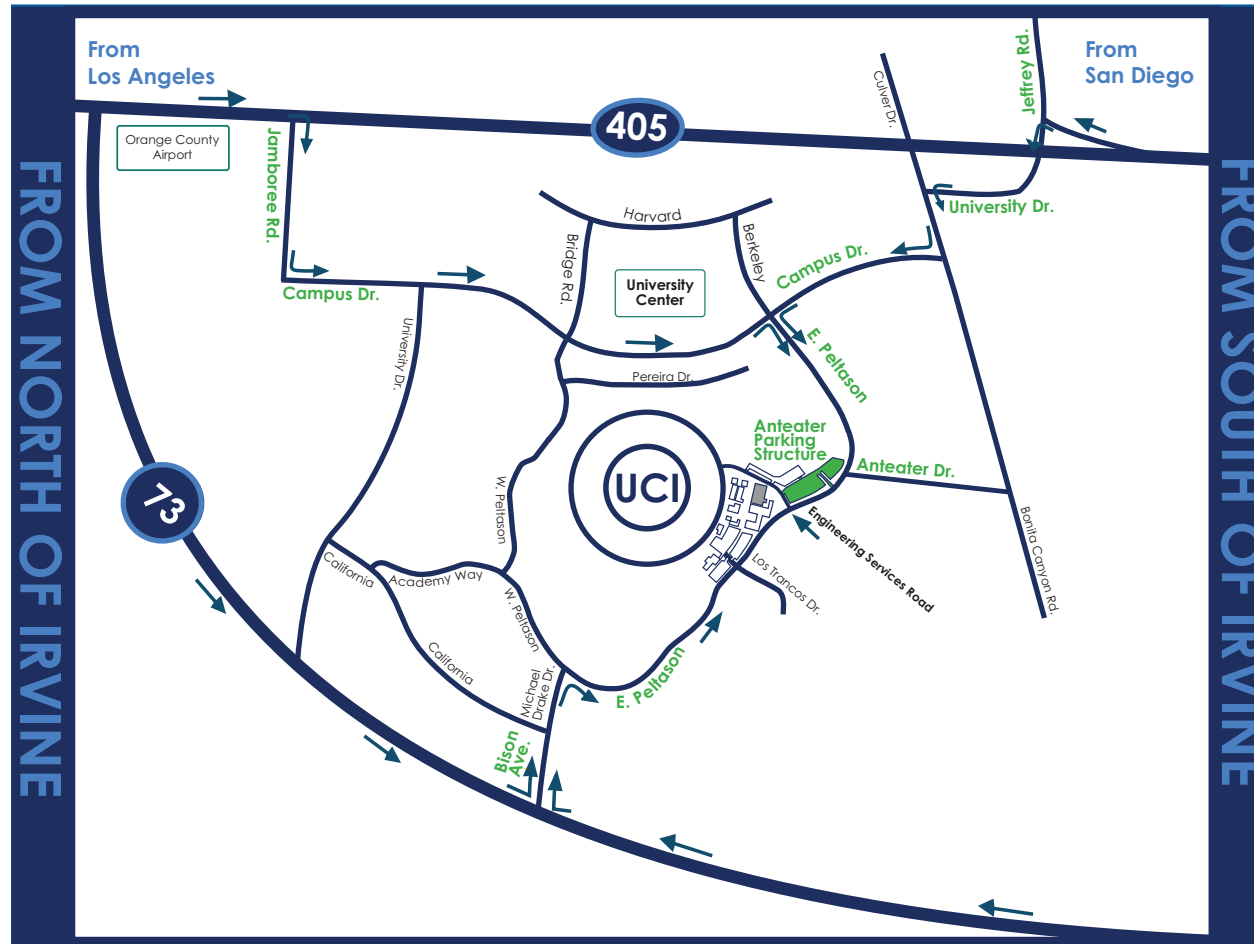 FROM NORTH OF IRVINE
From
Los Angeles
Orange County
Airport
Jamboree Rd.
405
Culver Dr.
Jeffrey Rd.
From
San Diego
FROM SOUTH OF IRVINE
University Dr.
Harvard
Bridge Rd.
Berkeley
University
Center
Campus Dr.
Campus Dr.
University Dr.
E. Peltason
Pereira Dr.
Anteater
Parking
Structure
Anteater Dr.
UCI
73
W. Peltason
Engineering Services Road
Bonita Canyon Rd.
Los Trancos Dr.
California
Academy Way
W. Peltason
California
Michael
Drake Dr.
E. Peltason
Bison
Ave.